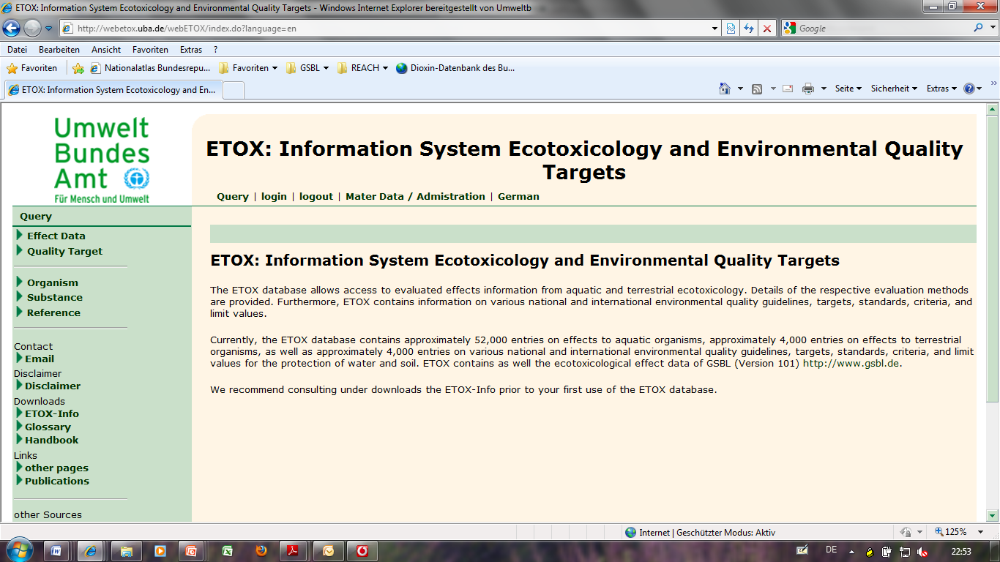 ETOX: Information System Ecotoxicology and Environmental Quality Targets - Windows Internet Explorer bereitgestellt von Umweltb
http://webetox.uba.de/webETOX/index.do?language=en
Google
Datei Bearbeiten Ansicht Favoriten Extras ?
Favoriten Nationalatlas Bundesrepu... Favoriten GSBL REACH Dioxin-Datenbank des Bu...
ETOX: Information System Ecotoxicology and En...
Seite Sicherheit Extras
Umwelt
Bundes
Amt
Für Mensch und Umwelt
ETOX: Information System Ecotoxicology and Environmental Quality
Targets
Query | login | logout | Mater Data / Admistration | German
Query
Effect Data
Quality Target
Organism
Substance
Reference
Contact
Email
Disclaimer
Disclaimer
Downloads
ETOX-Info
Glossary
Handbook
Links
other pages
Publications
other Sources
ETOX: Information System Ecotoxicology and Environmental Quality Targets
The ETOX database allows access to evaluated effects information from aquatic and terrestrial ecotoxicology. Details of the respective evaluation methods
are provided. Furthermore, ETOX contains information on various national and international environmental quality guidelines, targets, standards, criteria, and
limit values.
Currently, the ETOX database contains approximately 52,000 entries on effects to aquatic organisms, approximately 4,000 entries on effects to terrestrial
organisms, as well as approximately 4,000 entries on various national and international environmental quality guidelines, targets, standards, criteria, and limit
values for the protection of water and soil. ETOX contains as well the ecotoxicological effect data of GSBL (Version 101) http://www.gsbl.de.
We recommend consulting under downloads the ETOX-Info prior to your first use of the ETOX database.
Internet | Geschützter Modus: Aktiv
125%
DE
22:53